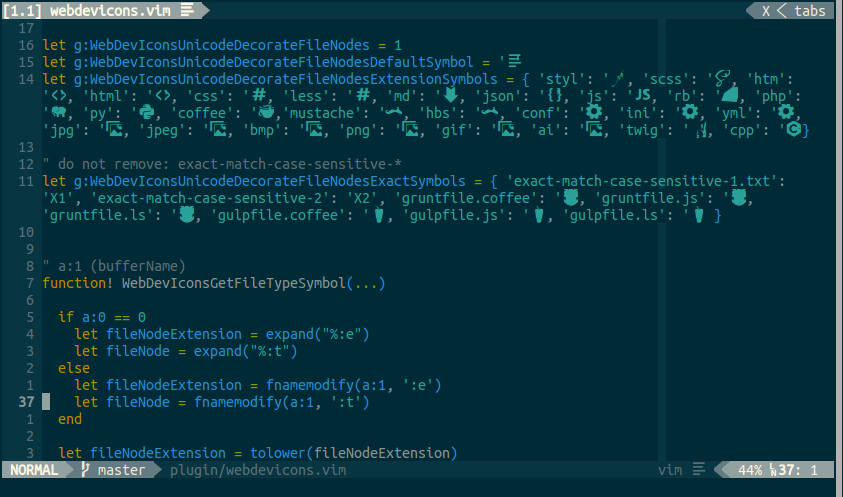 [1.1] webdevicons.vim X < tabs
17
16 let g:WebDevIconsUnicodeDecorateFileNodes = 1
15 let g:WebDevIconsUnicodeDecorateFileNodesDefaultSymbol = '
14 let g:WebDevIconsUnicodeDecorateFileNodesExtensionSymbols = { 'styl': ' ', 'scss': ' ', 'htm':
'<>', 'html': '<>', 'css': '#', 'less': '#', 'md': ' ', 'json': '{}', 'js': 'JS', 'rb': ' ', 'php':
' ', 'py': ' ', 'coffee': ' ','mustache': ' ', 'hbs': ' ', 'conf': ' ', 'ini': ' ', 'yml': ' ',
'jpg': ' ', 'jpeg': ' ', 'bmp': ' ', 'png': ' ', 'gif': ' ', 'ai': ' ', 'twig': ' ', 'cpp': ' '}
13
12 " do not remove: exact-match-case-sensitive-*
11 let g:WebDevIconsUnicodeDecorateFileNodesExactSymbols = { 'exact-match-case-sensitive-1.txt':
'X1', 'exact-match-case-sensitive-2': 'X2', 'gruntfile.coffee': ' ', 'gruntfile.js': ' ',
'gruntfile.ls': ' ', 'gulpfile.coffee': ' ', 'gulpfile.js': ' ', 'gulpfile.ls': ' ' }
10
9
8 " a:1 (bufferName)
7 function! WebDevIconsGetFileTypeSymbol(...)
6
5 if a:0 == 0
4 let fileNodeExtension = expand("%:e")
3 let fileNode = expand("%:t")
2 else
1 let fileNodeExtension = fnamemodify(a:1, ':e')
37 let fileNode = fnamemodify(a:1, ':t')
1 end
2
3 let fileNodeExtension = tolower(fileNodeExtension)
NORMAL master plugin/webdevicons.vim vim 44% LN 37: 1